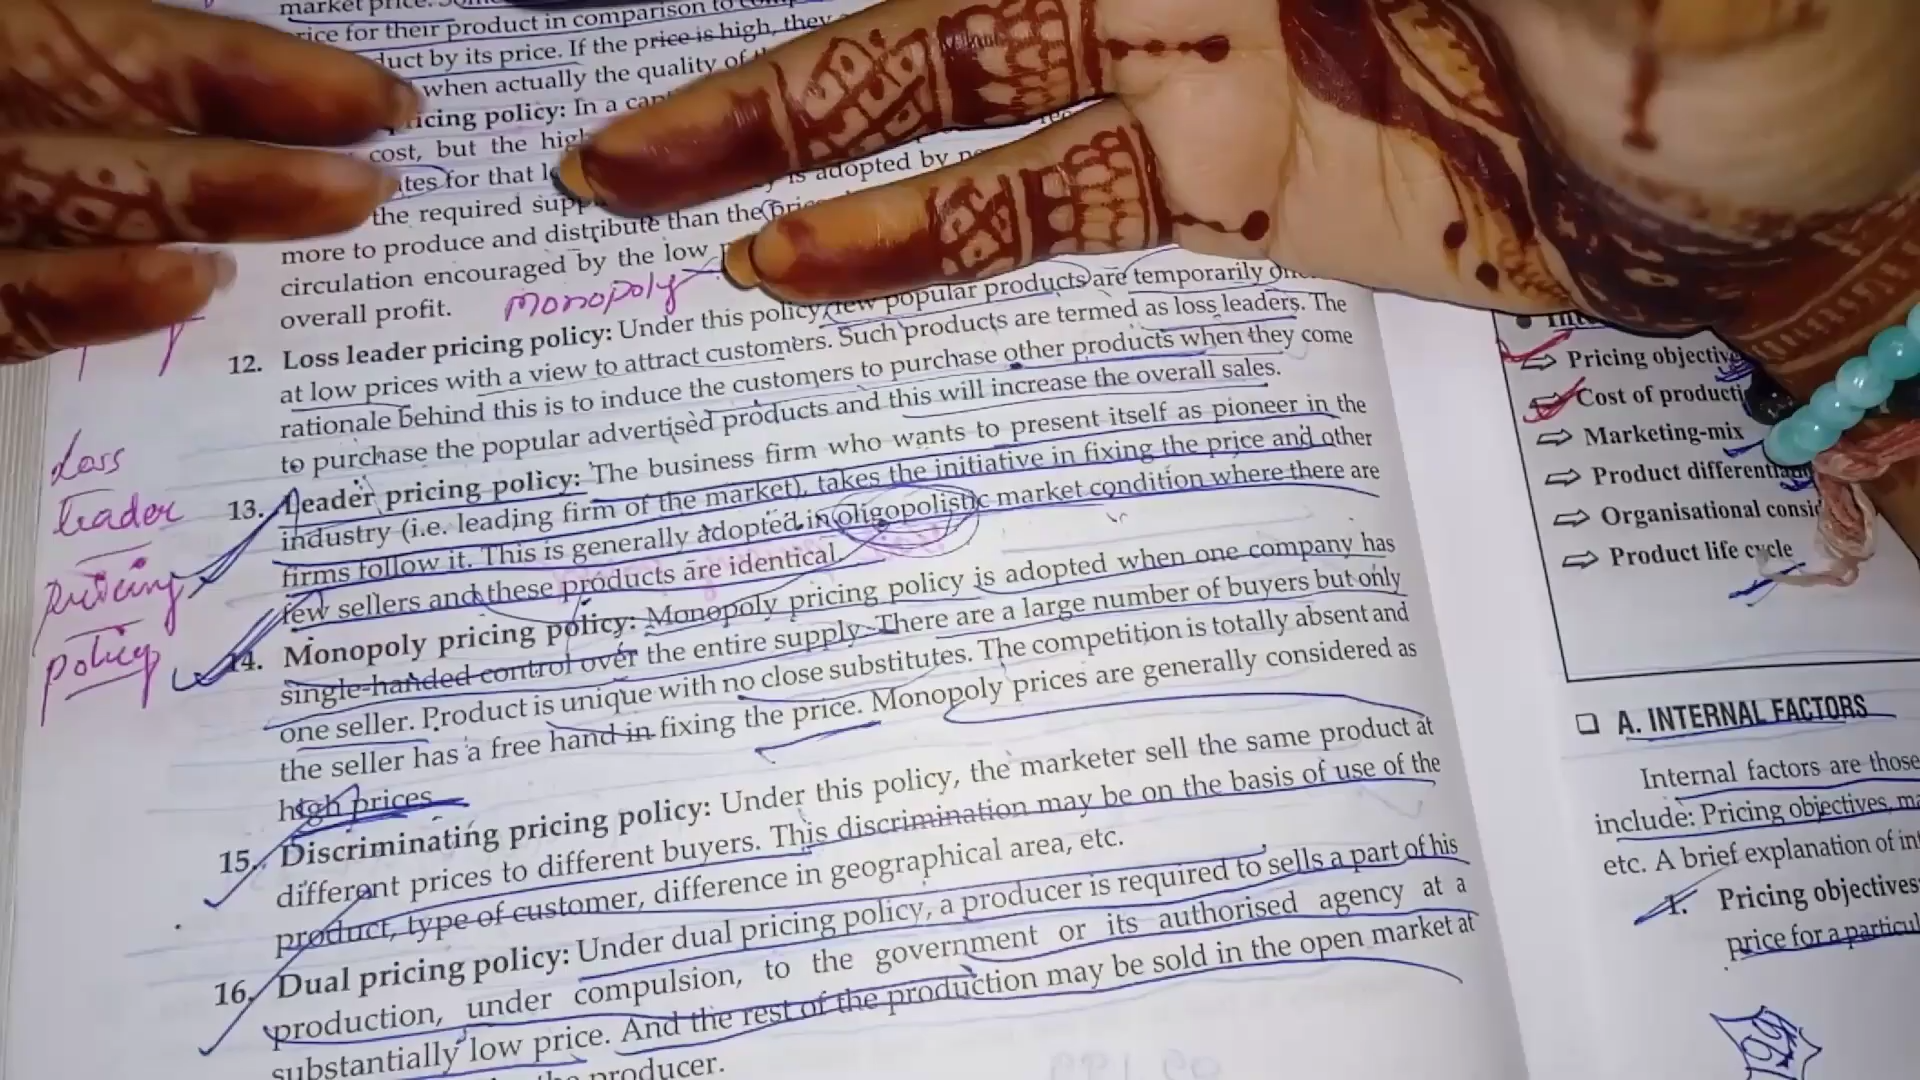 market price.
rice for their product in comparison to
duct by its price. If the price is high, they
when actually the quality of
icing policy: In a
cost, but the hig
ates for that
the required supp is adopted by
more to produce and distribute than the
circulation encouraged by the low
overall profit.
Monopoly
12. Loss leader pricing policy: Under this policy, few popular products are temporarily
at low prices with a view to attract customers. Such products are termed as loss leaders. The
rationale behind this is to induce the customers to purchase other products when they come
to purchase the popular advertised products and this will increase the overall sales.
13. Leader pricing policy: The business firm who wants to present itself as pioneer in the
industry (i.e. leading firm of the market), takes the initiative in fixing the price and other
firms follow it. This is generally adopted in oligopolistic market condition where there are
few sellers and these products are identical.
14. Monopoly pricing policy: Monopoly pricing policy is adopted when one company has
single-handed control over the entire supply. There are a large number of buyers but only
one seller. Product is unique with no close substitutes. The competition is totally absent and
the seller has a free hand in fixing the price. Monopoly prices are generally considered as
high prices.
15. Discriminating pricing policy: Under this policy, the marketer sell the same product at
different prices to different buyers. This discrimination may be on the basis of use of the
product, type of customer, difference in geographical area, etc.
16. Dual pricing policy: Under dual pricing policy, a producer is required to sells a part of his
production, under compulsion, to the government or its authorised agency at a
substantially low price. And the rest of the production may be sold in the open market at
producer.
Loss
leader
Pricing
policy
Pricing objective
Cost of producti
Marketing-mix
Product differentia
Organisational consid
Product life cycle
A. INTERNAL FACTORS
Internal factors are those
include: Pricing objectives, ma
etc. A brief explanation of in
1. Pricing objectives
price for a particul